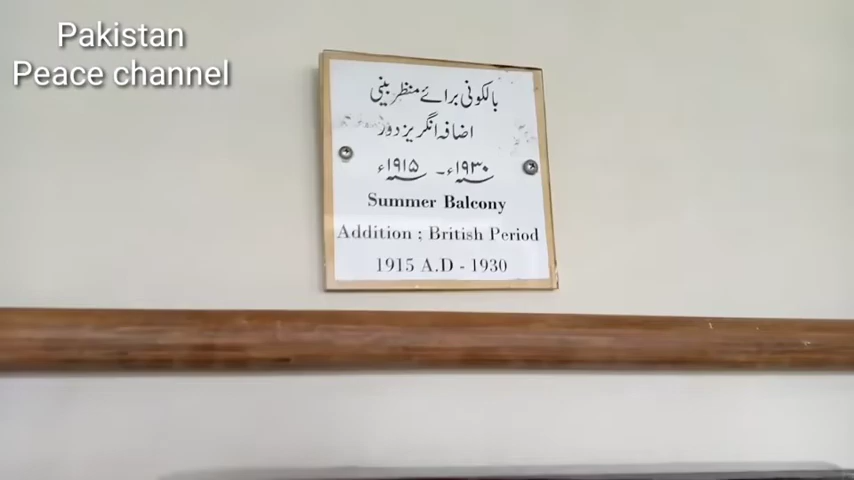 Pakistan
Peace channel
بالکونی برائے منظر بینی
اضافہ انگریز دور
۱۹۳۰ء - ۱۹۱۵ء
Summer Balcony
Addition ; British Period
1915 A.D - 1930